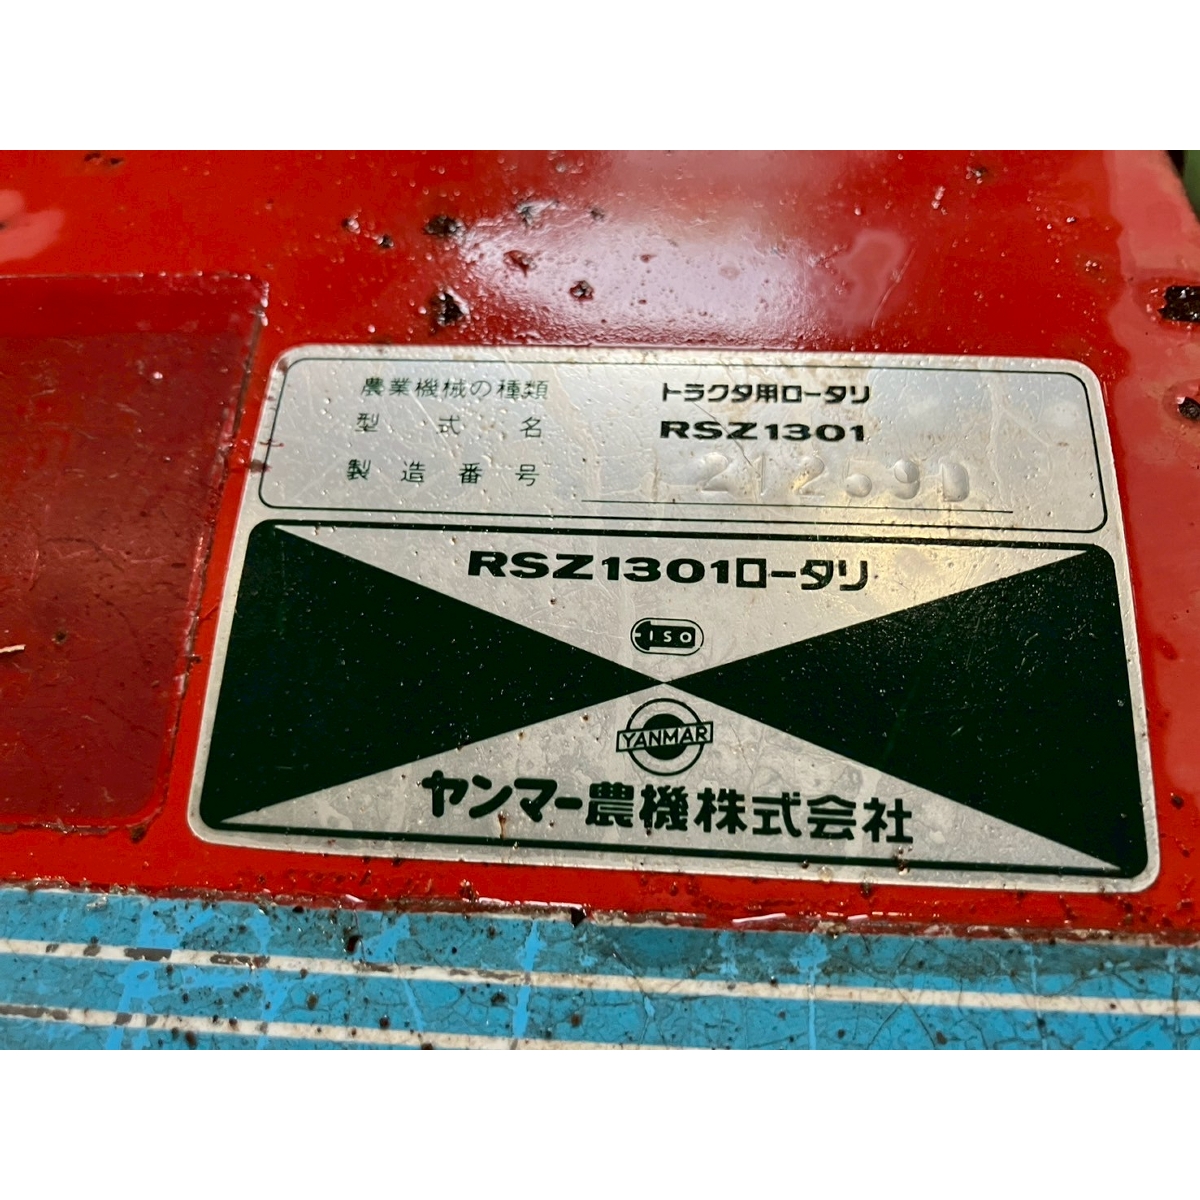 農業機械の種類 トラクタ用ロータリ
型式名 RSZ1301
製造番号
RSZ1301ロータリ
ISO
YANMAR
ヤンマー農機株式会社